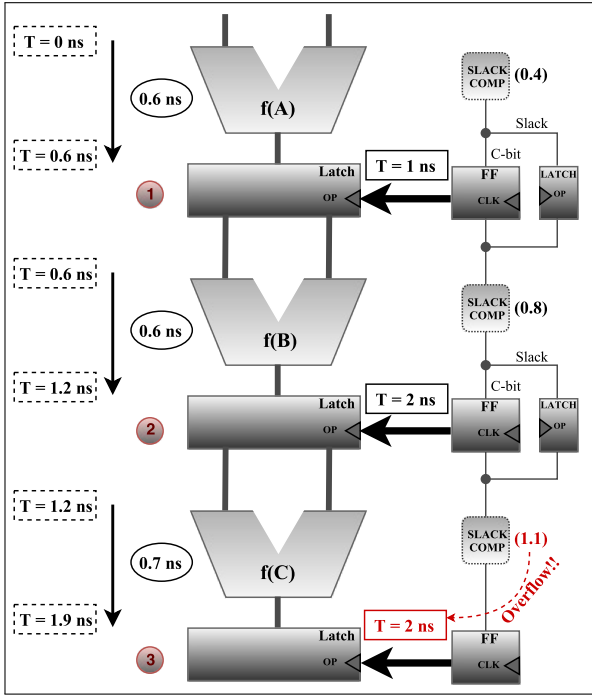 T = 0 ns
0.6 ns
f(A)
SLACK
COMP
(0.4)
Slack
C-bit
T = 0.6 ns
1
Latch
OP
T = 1 ns
FF
CLK
LATCH
OP
T = 0.6 ns
0.6 ns
f(B)
SLACK
COMP
(0.8)
Slack
C-bit
T = 1.2 ns
2
Latch
OP
T = 2 ns
FF
CLK
LATCH
OP
T = 1.2 ns
0.7 ns
f(C)
SLACK
COMP
(1.1)
Overflow!!
T = 1.9 ns
3
Latch
OP
T = 2 ns
FF
CLK